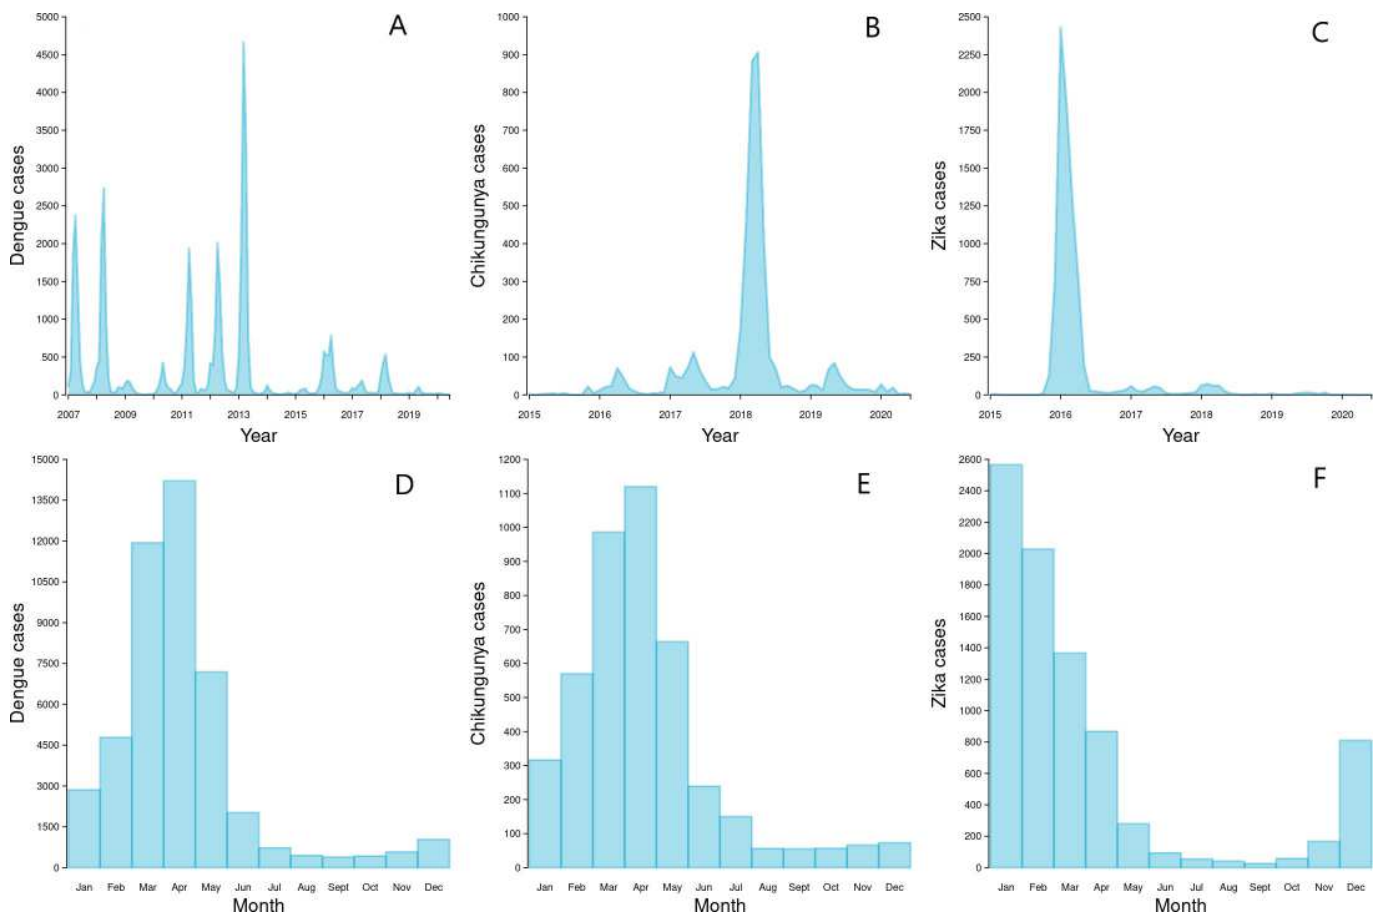 A
Dengue cases
5000
4500
4000
3500
3000
2500
2000
1500
1000
500
0
2007 2009 2011 2013 2015 2017 2019
Year
B
Chikungunya cases
1000
900
800
700
600
500
400
300
200
100
0
2015 2016 2017 2018 2019 2020
Year
C
Zika cases
2500
2250
2000
1750
1500
1250
1000
750
500
250
0
2015 2016 2017 2018 2019 2020
Year
D
Dengue cases
15000
13500
12000
10500
9000
7500
6000
4500
3000
1500
0
Jan Feb Mar Apr May Jun Jul Aug Sept Oct Nov Dec
Month
E
Chikungunya cases
1200
1100
1000
900
800
700
600
500
400
300
200
100
0
Jan Feb Mar Apr May Jun Jul Aug Sept Oct Nov Dec
Month
F
Zika cases
2600
2400
2200
2000
1800
1600
1400
1200
1000
800
600
400
200
0
Jan Feb Mar Apr May Jun Jul Aug Sept Oct Nov Dec
Month